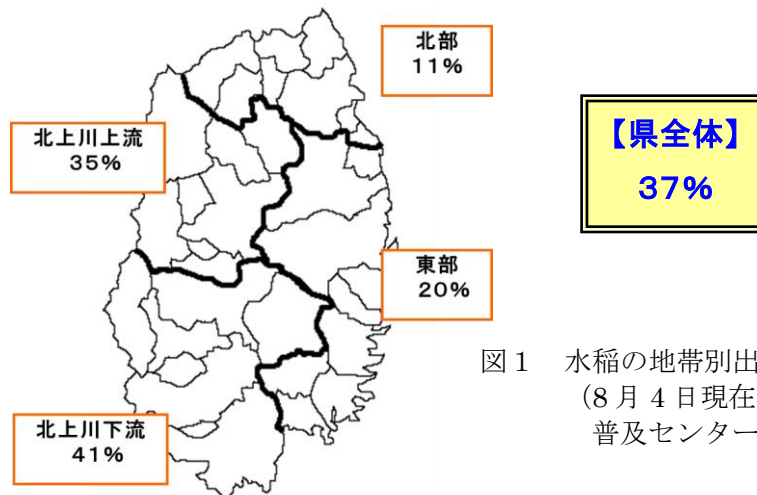 北部
11%
【県全体】
37%
北上川上流
35%
東部
20%
図1 水稲の地帯別出
（8月4日現在
普及センター
北上川下流
41%